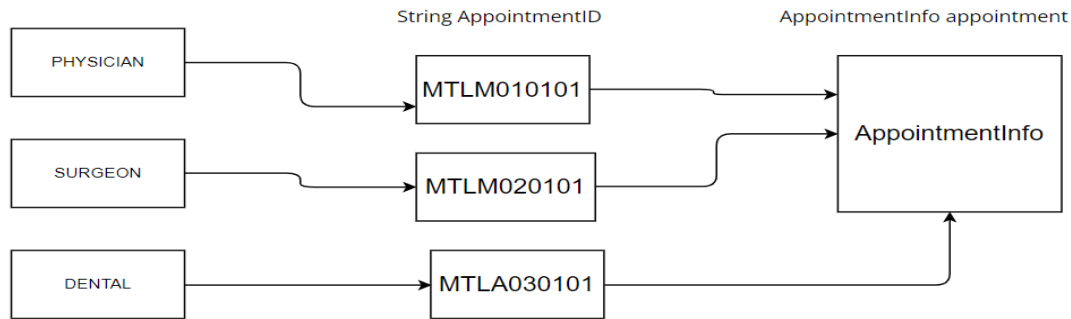 String AppointmentID
AppointmentInfo appointment
PHYSICIAN
MTLM010101
AppointmentInfo
SURGEON
MTLM020101
DENTAL
MTLA030101